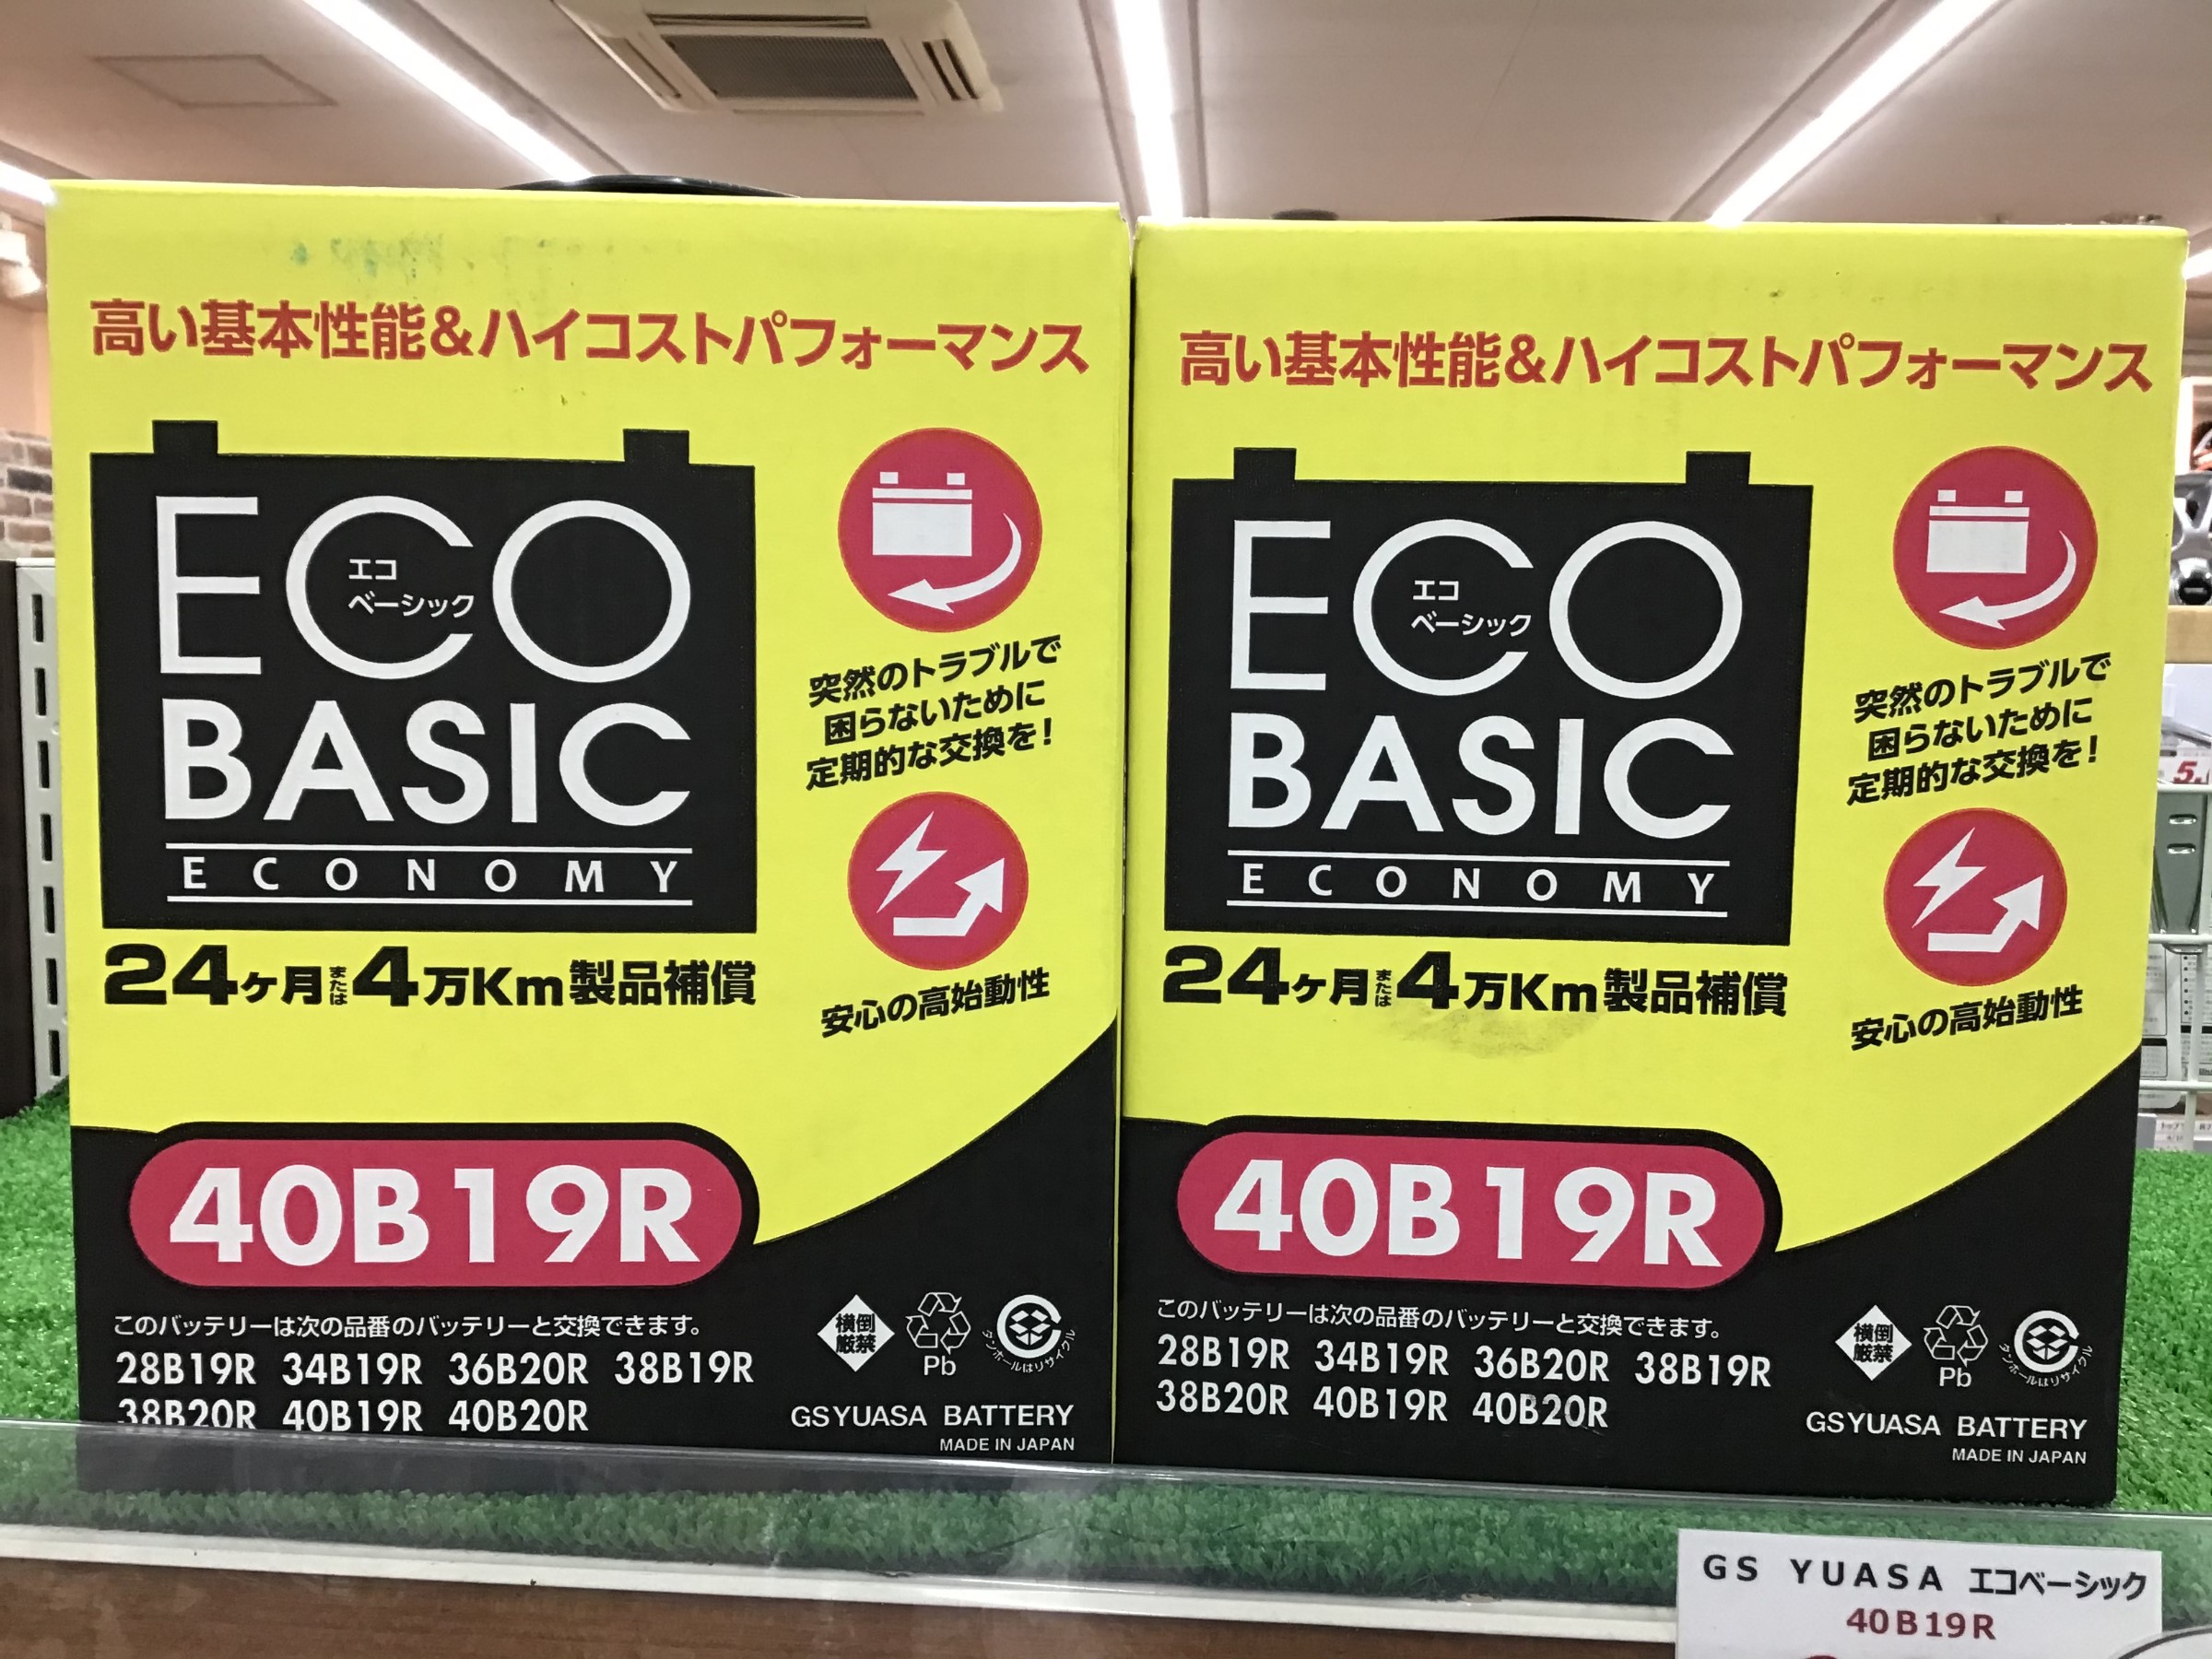 高い基本性能&ハイコストパフォーマンス
ECO
エコ
ベーシック
BASIC
ECONOMY
突然のトラブルで
困らないために
定期的な交換を!
24ヶ月または4万Km製品補償
安心の高始動性
40B19R
このバッテリーは次の品番のバッテリーと交換できます。
28B19R 34B19R 36B20R 38B19R
38B20R 40B19R 40B20R
横倒
厳禁
Pb
ダンボールはリサイクル
GSYUASA BATTERY
MADE IN JAPAN
高い基本性能&ハイコストパフォーマンス
ECO
エコ
ベーシック
BASIC
ECONOMY
突然のトラブルで
困らないために
定期的な交換を!
24ヶ月または4万Km製品補償
安心の高始動性
40B19R
このバッテリーは次の品番のバッテリーと交換できます。
28B19R 34B19R 36B20R 38B19R
38B20R 40B19R 40B20R
横倒
厳禁
Pb
ダンボールはリサイクル
GSYUASA BATTERY
MADE IN JAPAN
GS YUASA エコベーシック
40B19R